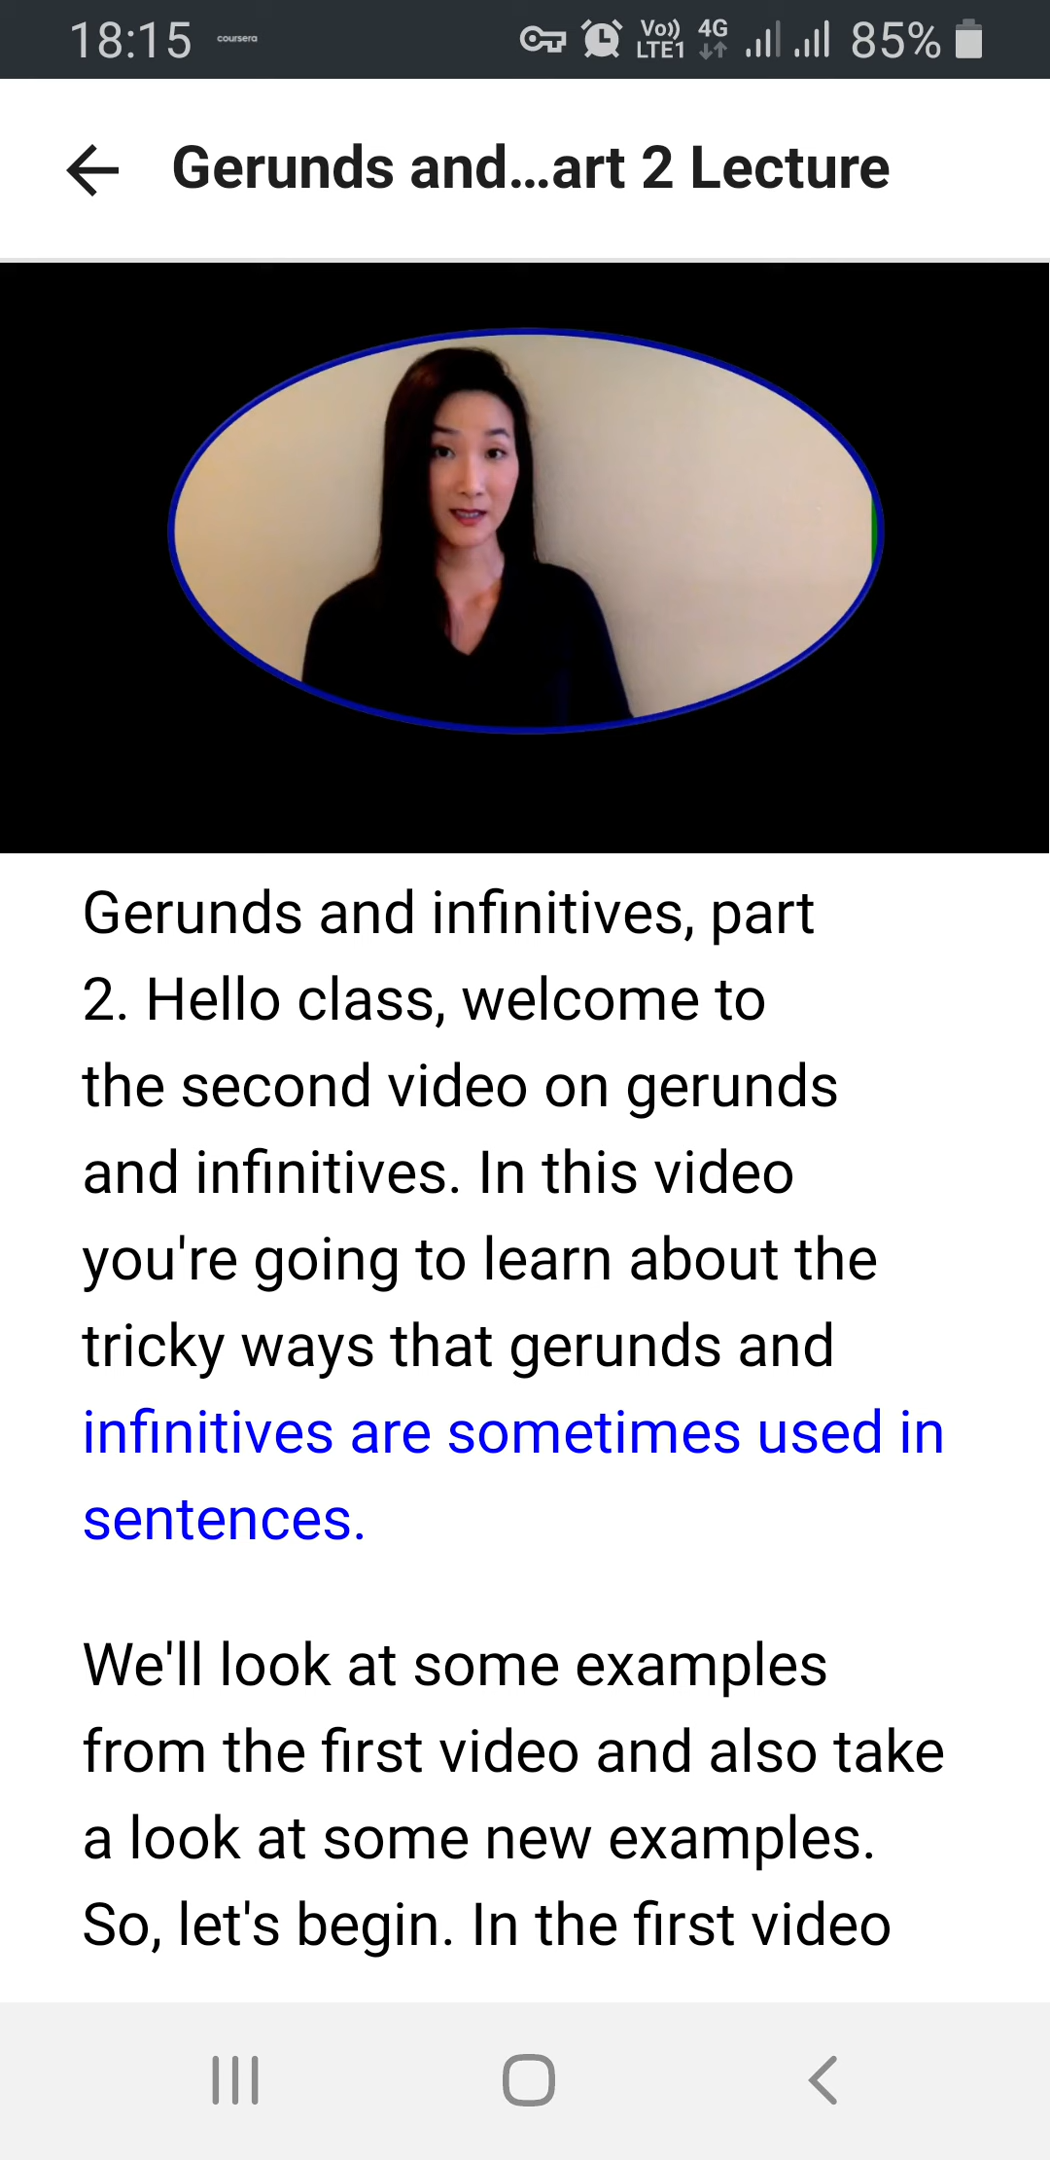 18:15 coursera Vo)) LTE1 4G 85%
Gerunds and...art 2 Lecture
Gerunds and infinitives, part
2. Hello class, welcome to
the second video on gerunds
and infinitives. In this video
you're going to learn about the
tricky ways that gerunds and
infinitives are sometimes used in
sentences.
We'll look at some examples
from the first video and also take
a look at some new examples.
So, let's begin. In the first video